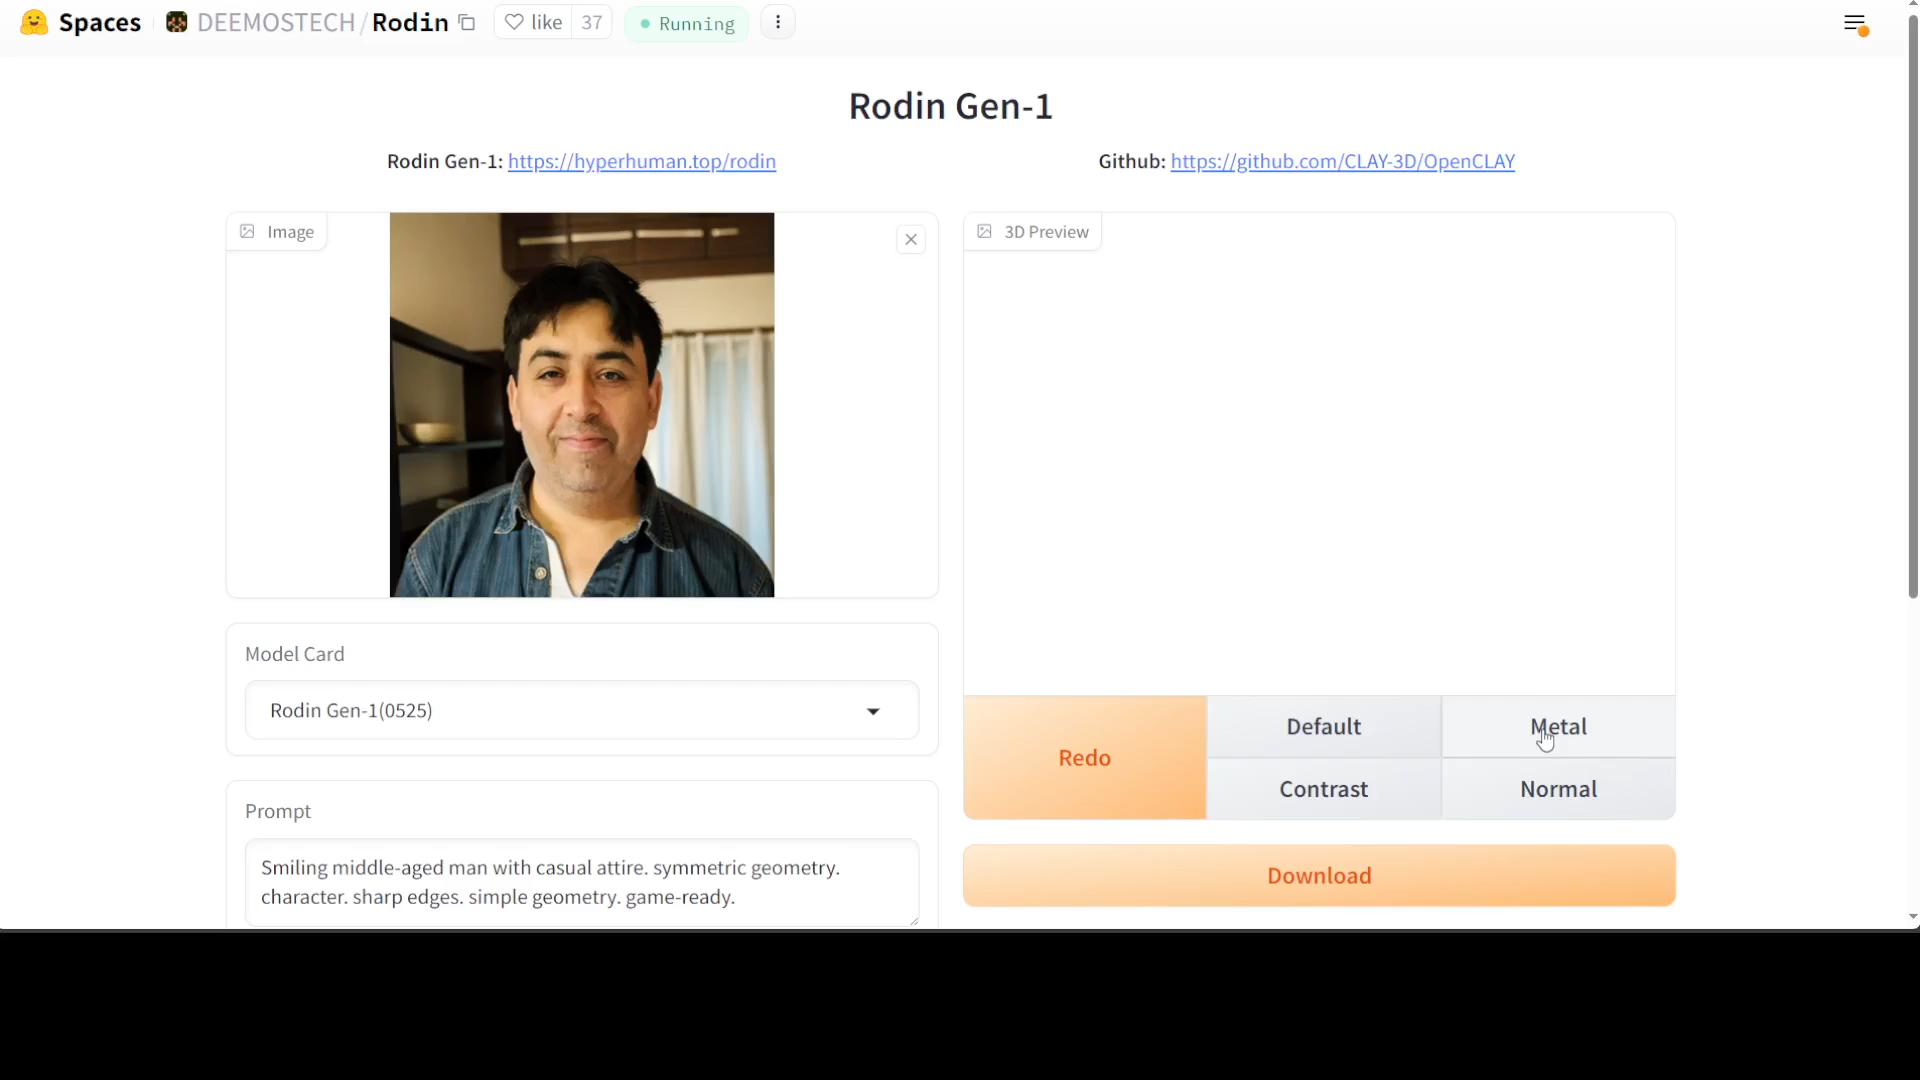 Spaces DEEMOSTECH/Rodin like 37 Running
Rodin Gen-1
Rodin Gen-1: https://hyperhuman.top/rodin
Github: https://github.com/CLAY-3D/OpenCLAY
Image
3D Preview
Model Card
Rodin Gen-1(0525)
Prompt
Smiling middle-aged man with casual attire. symmetric geometry.
character. sharp edges. simple geometry. game-ready.
Redo
Default
Metal
Contrast
Normal
Download